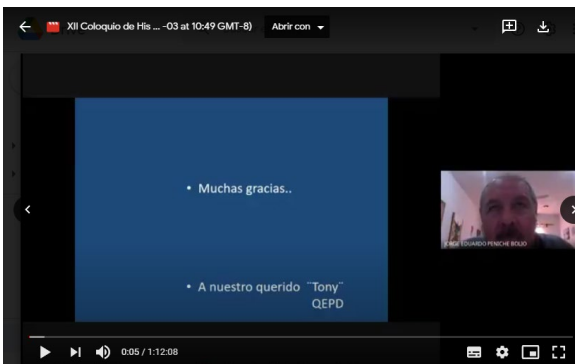 XII Coloquio de His ... -03 at 10:49 GMT-8)
Abrir con
• Muchas gracias..
JORGE EDUARDO PENICHE BOLIO
• A nuestro querido ¨Tony¨
QEPD
0:05 / 1:12:08